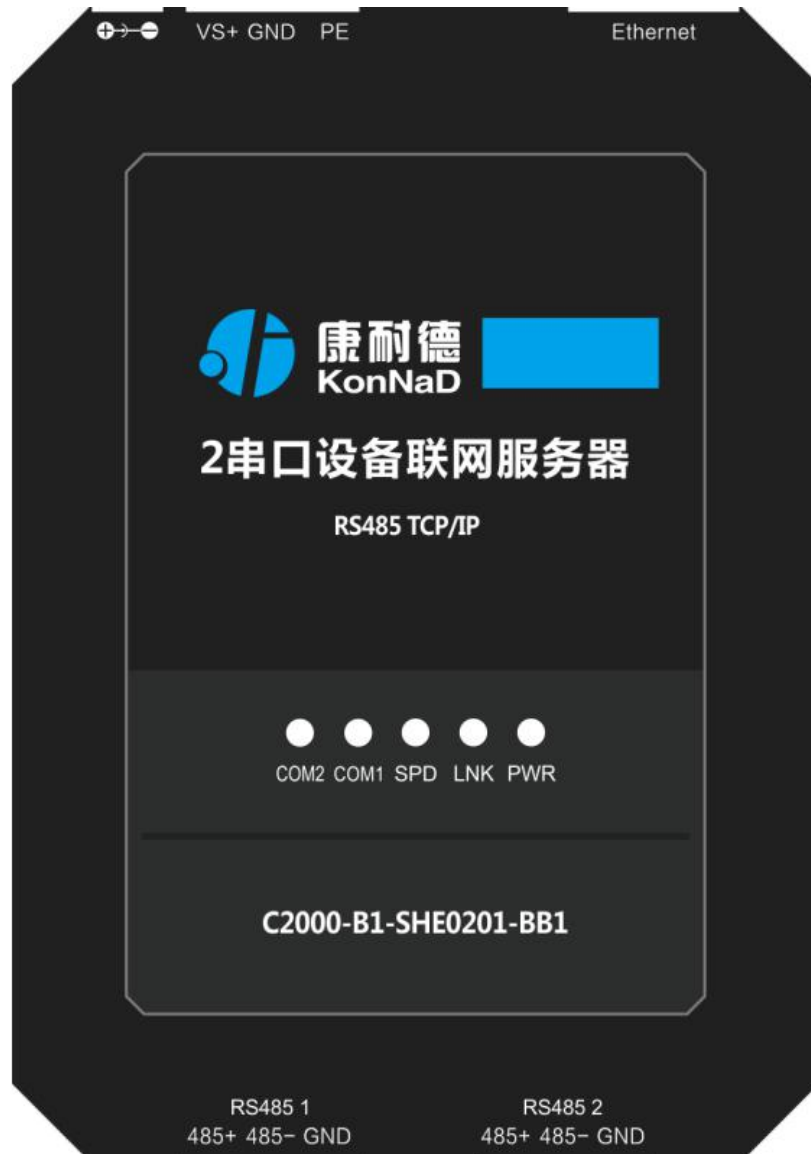 VS+ GND PE Ethernet
康耐德
KonNaD
2串口设备联网服务器
RS485 TCP/IP
COM2 COM1 SPD LNK PWR
C2000-B1-SHE0201-BB1
RS485 1 RS485 2
485+ 485− GND 485+ 485− GND